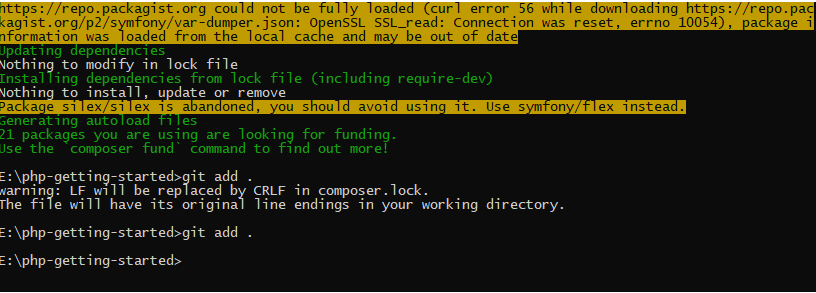 https://repo.packagist.org could not be fully loaded (curl error 56 while downloading https://repo.pac
kagist.org/p2/symfony/var-dumper.json: OpenSSL SSL_read: Connection was reset, errno 10054), package i
nformation was loaded from the local cache and may be out of date
Updating dependencies
Nothing to modify in lock file
Installing dependencies from lock file (including require-dev)
Nothing to install, update or remove
Package silex/silex is abandoned, you should avoid using it. Use symfony/flex instead.
Generating autoload files
21 packages you are using are looking for funding.
Use the `composer fund` command to find out more!
E:\php-getting-started>git add .
warning: LF will be replaced by CRLF in composer.lock.
The file will have its original line endings in your working directory.
E:\php-getting-started>git add .
E:\php-getting-started>